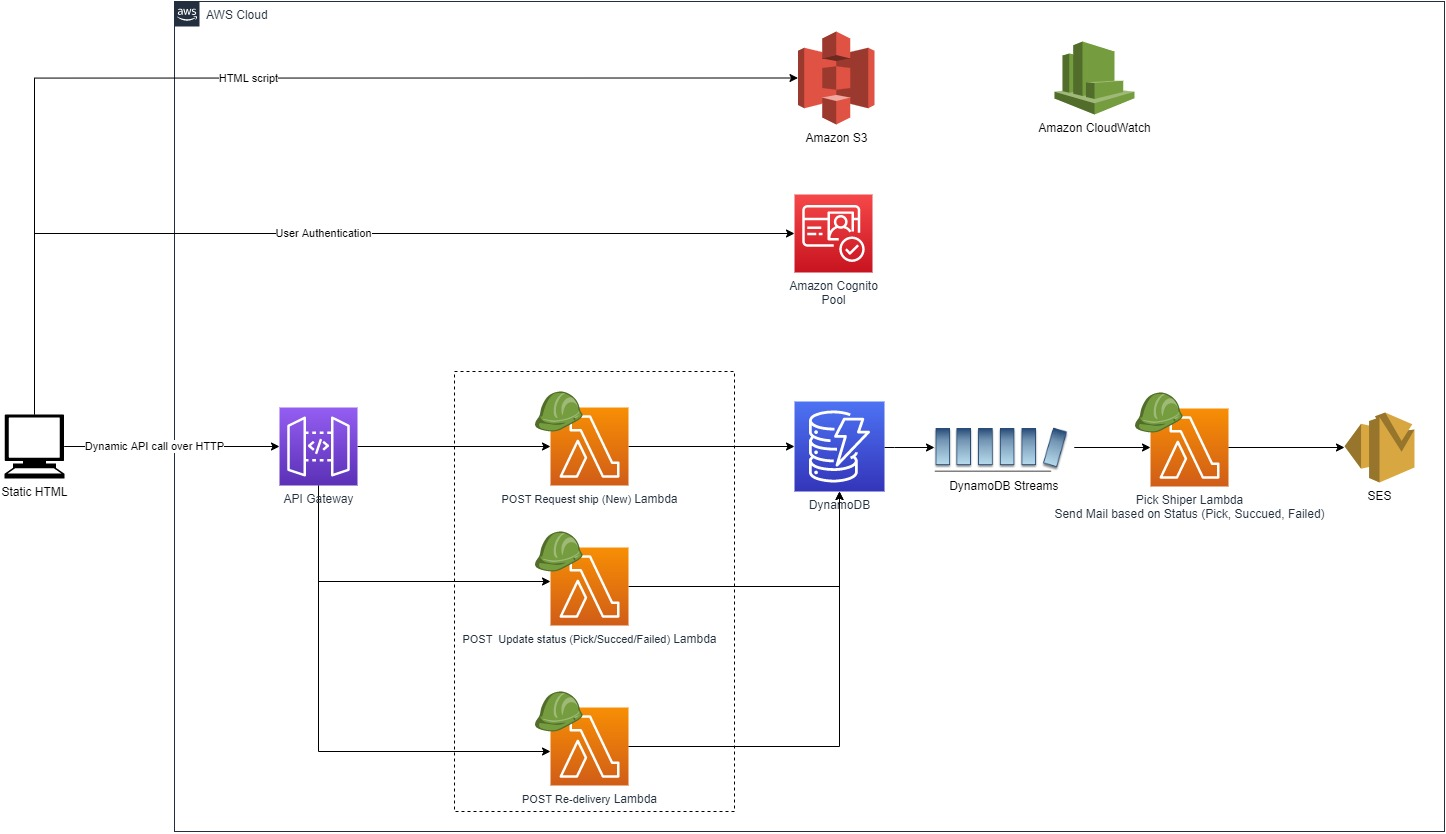 aws
AWS Cloud
HTML script
Amazon S3
Amazon CloudWatch
User Authentication
Amazon Cognito
Pool
Dynamic API call over HTTP
Static HTML
</>
API Gateway
POST Request ship (New) Lambda
DynamoDB
DynamoDB Streams
Pick Shiper Lambda
Send Mail based on Status (Pick, Succued, Failed)
SES
POST  Update status (Pick/Succed/Failed) Lambda
POST Re-delivery Lambda